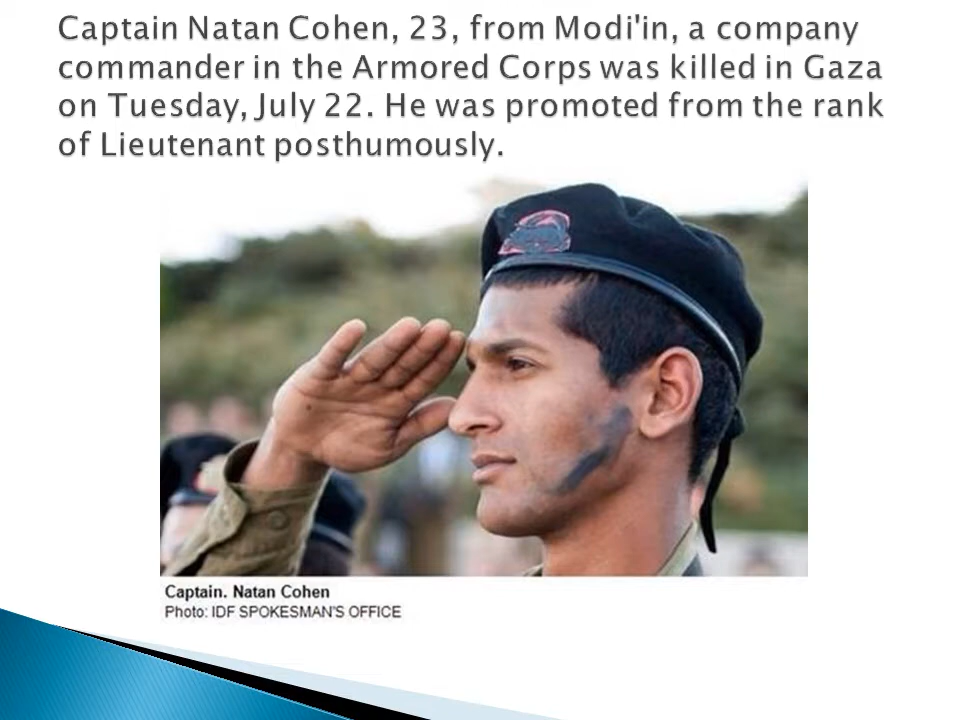 Captain Natan Cohen, 23, from Modi'in, a company
commander in the Armored Corps was killed in Gaza
on Tuesday, July 22. He was promoted from the rank
of Lieutenant posthumously.
Captain. Natan Cohen
Photo: IDF SPOKESMAN'S OFFICE